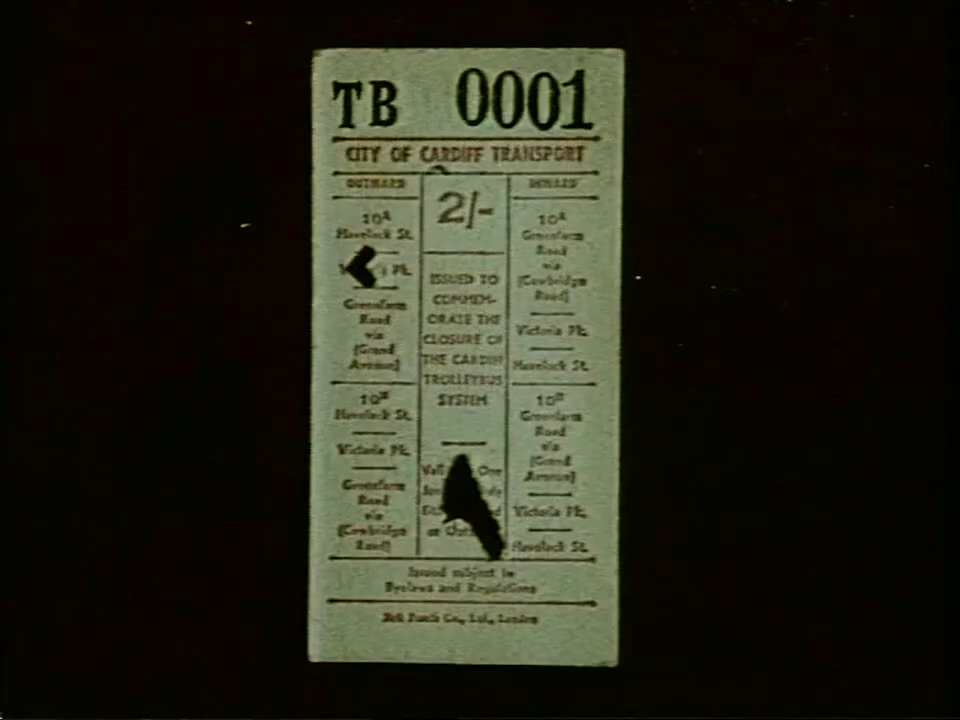 TB 0001
CITY OF CARDIFF TRANSPORT
OUTWARD
10A
Havelock St.
Pk.
Greenfarm
Road
via
(Grand
Avenue)
10B
Havelock St.
Victoria Pk.
Greenfarm
Road
via
(Cowbridge
Road)
2/-
ISSUED TO
COMMEM-
ORATE THE
CLOSURE OF
THE CARDIFF
TROLLEYBUS
SYSTEM
One
or
INWARD
10A
Greenfarm
Road
via
(Cowbridge
Road)
Victoria Pk.
Havelock St.
10B
Greenfarm
Road
via
(Grand
Avenue)
Victoria Pk.
Havelock St.
Issued subject to
Byelaws and Regulations
Bell Punch Co., Ltd., London